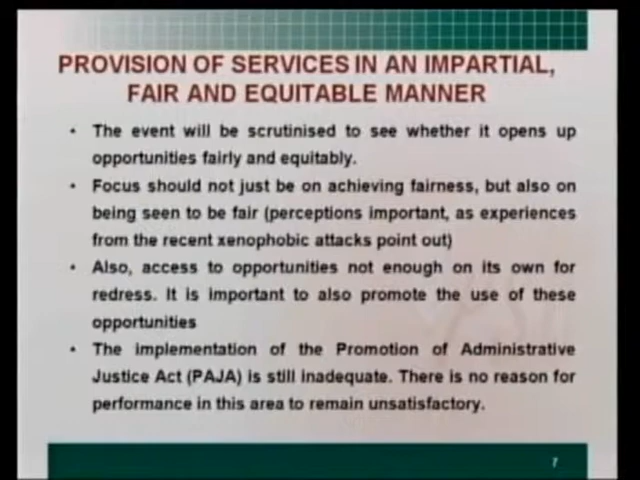 PROVISION OF SERVICES IN AN IMPARTIAL,
FAIR AND EQUITABLE MANNER
• The event will be scrutinised to see whether it opens up
opportunities fairly and equitably.
• Focus should not just be on achieving fairness, but also on
being seen to be fair (perceptions important, as experiences
from the recent xenophobic attacks point out)
• Also, access to opportunities not enough on its own for
redress. It is important to also promote the use of these
opportunities
• The implementation of the Promotion of Administrative
Justice Act (PAJA) is still inadequate. There is no reason for
performance in this area to remain unsatisfactory.
7